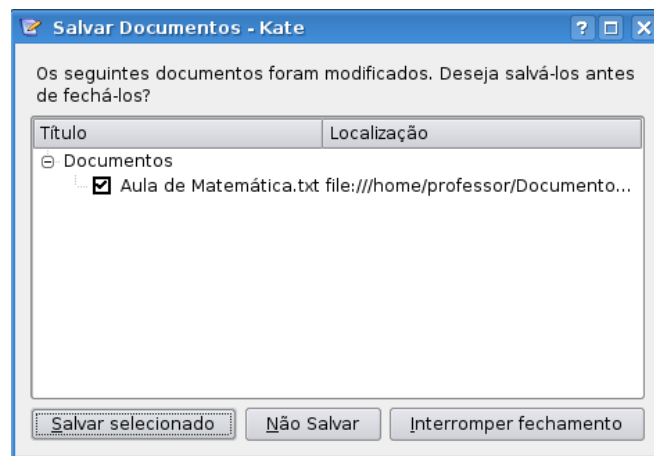 Salvar Documentos - Kate
Os seguintes documentos foram modificados. Deseja salvá-los antes
de fechá-los?
Título Localização
Documentos
Aula de Matemática.txt file:///home/professor/Documento...
Salvar selecionado Não Salvar Interromper fechamento